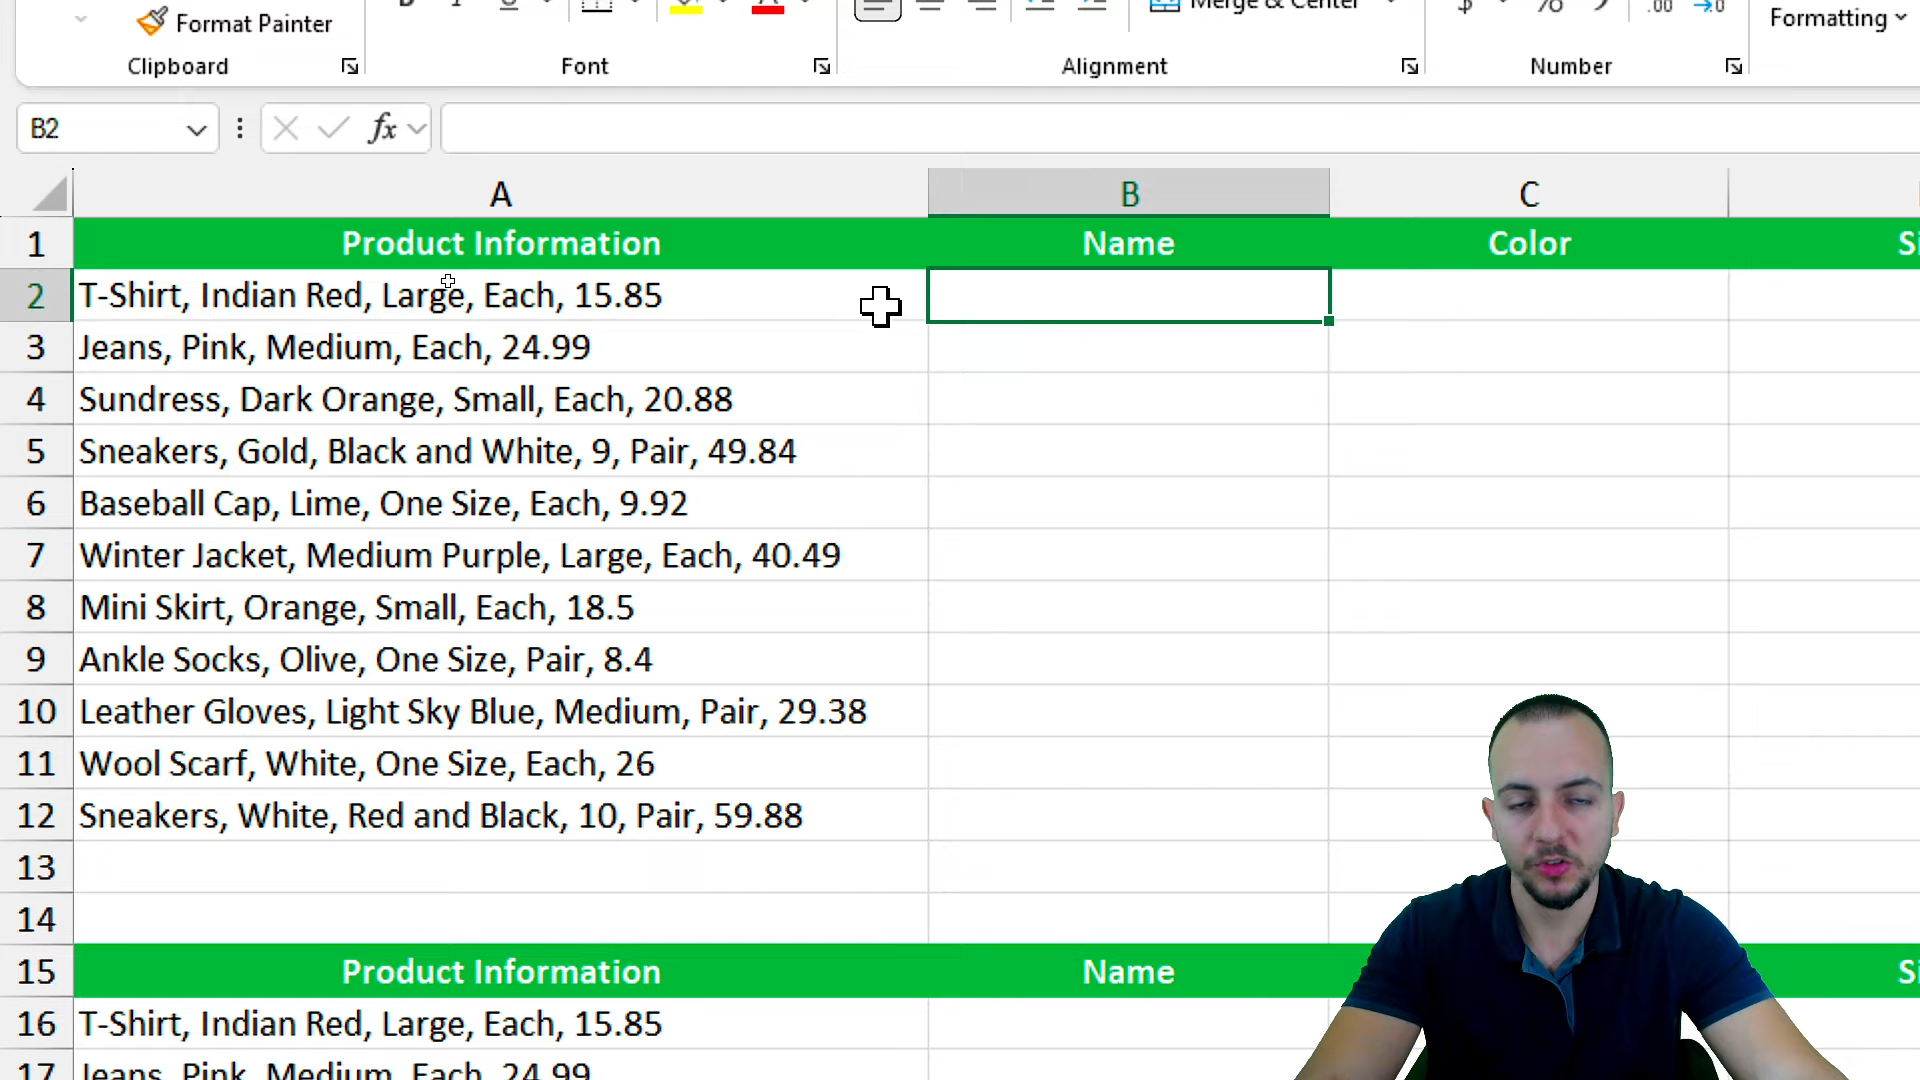 Merge & Center
Format Painter
.00
Formatting
Clipboard
Font
Alignment
Number
B2
fx
A
B
C
1
Product Information
Name
Color
2
T-Shirt, Indian Red, Large, Each, 15.85
3
Jeans, Pink, Medium, Each, 24.99
4
Sundress, Dark Orange, Small, Each, 20.88
5
Sneakers, Gold, Black and White, 9, Pair, 49.84
6
Baseball Cap, Lime, One Size, Each, 9.92
7
Winter Jacket, Medium Purple, Large, Each, 40.49
8
Mini Skirt, Orange, Small, Each, 18.5
9
Ankle Socks, Olive, One Size, Pair, 8.4
10
Leather Gloves, Light Sky Blue, Medium, Pair, 29.38
11
Wool Scarf, White, One Size, Each, 26
12
Sneakers, White, Red and Black, 10, Pair, 59.88
13
14
15
Product Information
Name
16
T-Shirt, Indian Red, Large, Each, 15.85
17
Jeans, Pink, Medium, Each, 24.99